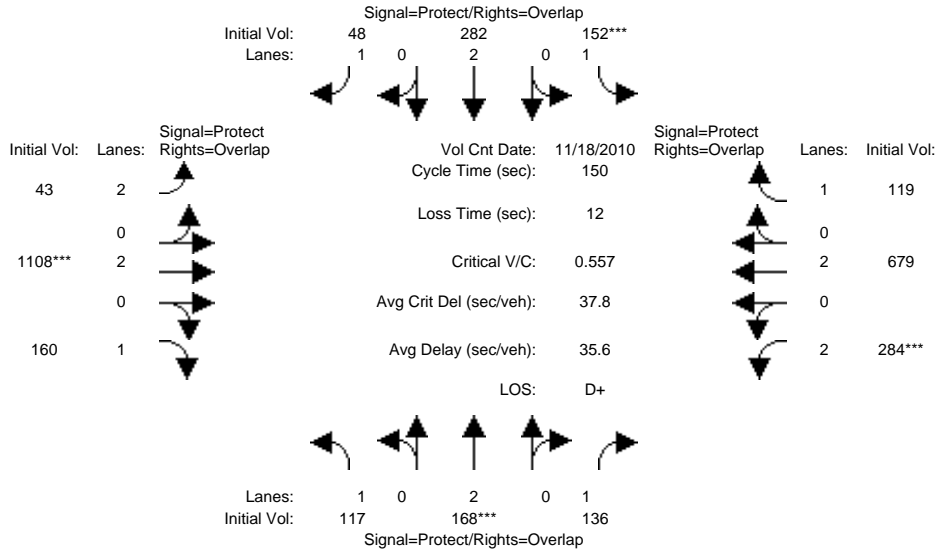 Signal=Protect/Rights=Overlap
Initial Vol: 48 282 152***
Lanes: 1 0 2 0 1
Signal=Protect Signal=Protect
Initial Vol: Lanes: Rights=Overlap Vol Cnt Date: 11/18/2010 Rights=Overlap Lanes: Initial Vol:
Cycle Time (sec): 150
43 2 1 119
Loss Time (sec): 12
0 0
1108*** 2 Critical V/C: 0.557 2 679
0 Avg Crit Del (sec/veh): 37.8 0
160 1 Avg Delay (sec/veh): 35.6 2 284***
LOS: D+
Lanes: 1 0 2 0 1
Initial Vol: 117 168*** 136
Signal=Protect/Rights=Overlap